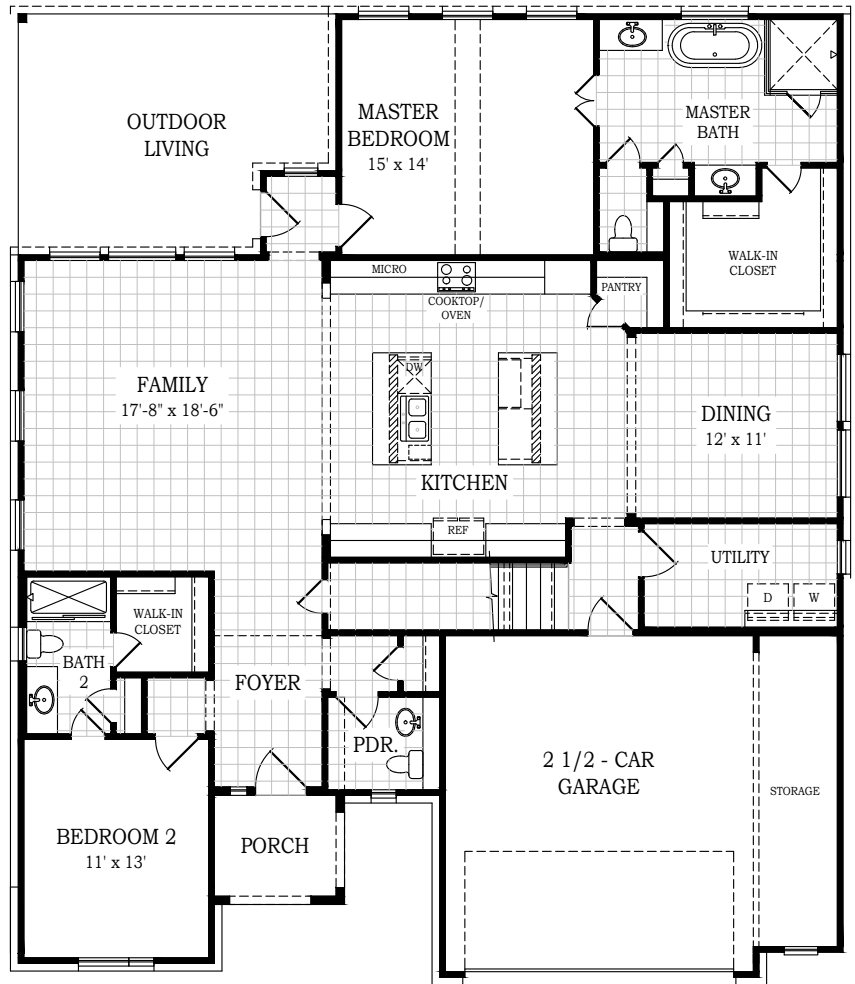 OUTDOOR
LIVING
MASTER
BEDROOM
15' x 14'
MASTER
BATH
WALK-IN
CLOSET
MICRO
COOKTOP/
OVEN
PANTRY
FAMILY
17'-8" x 18'-6"
DW
DINING
12' x 11'
KITCHEN
REF
UTILITY
D
W
WALK-IN
CLOSET
BATH
2
FOYER
PDR.
2 1/2 - CAR
GARAGE
STORAGE
BEDROOM 2
11' x 13'
PORCH